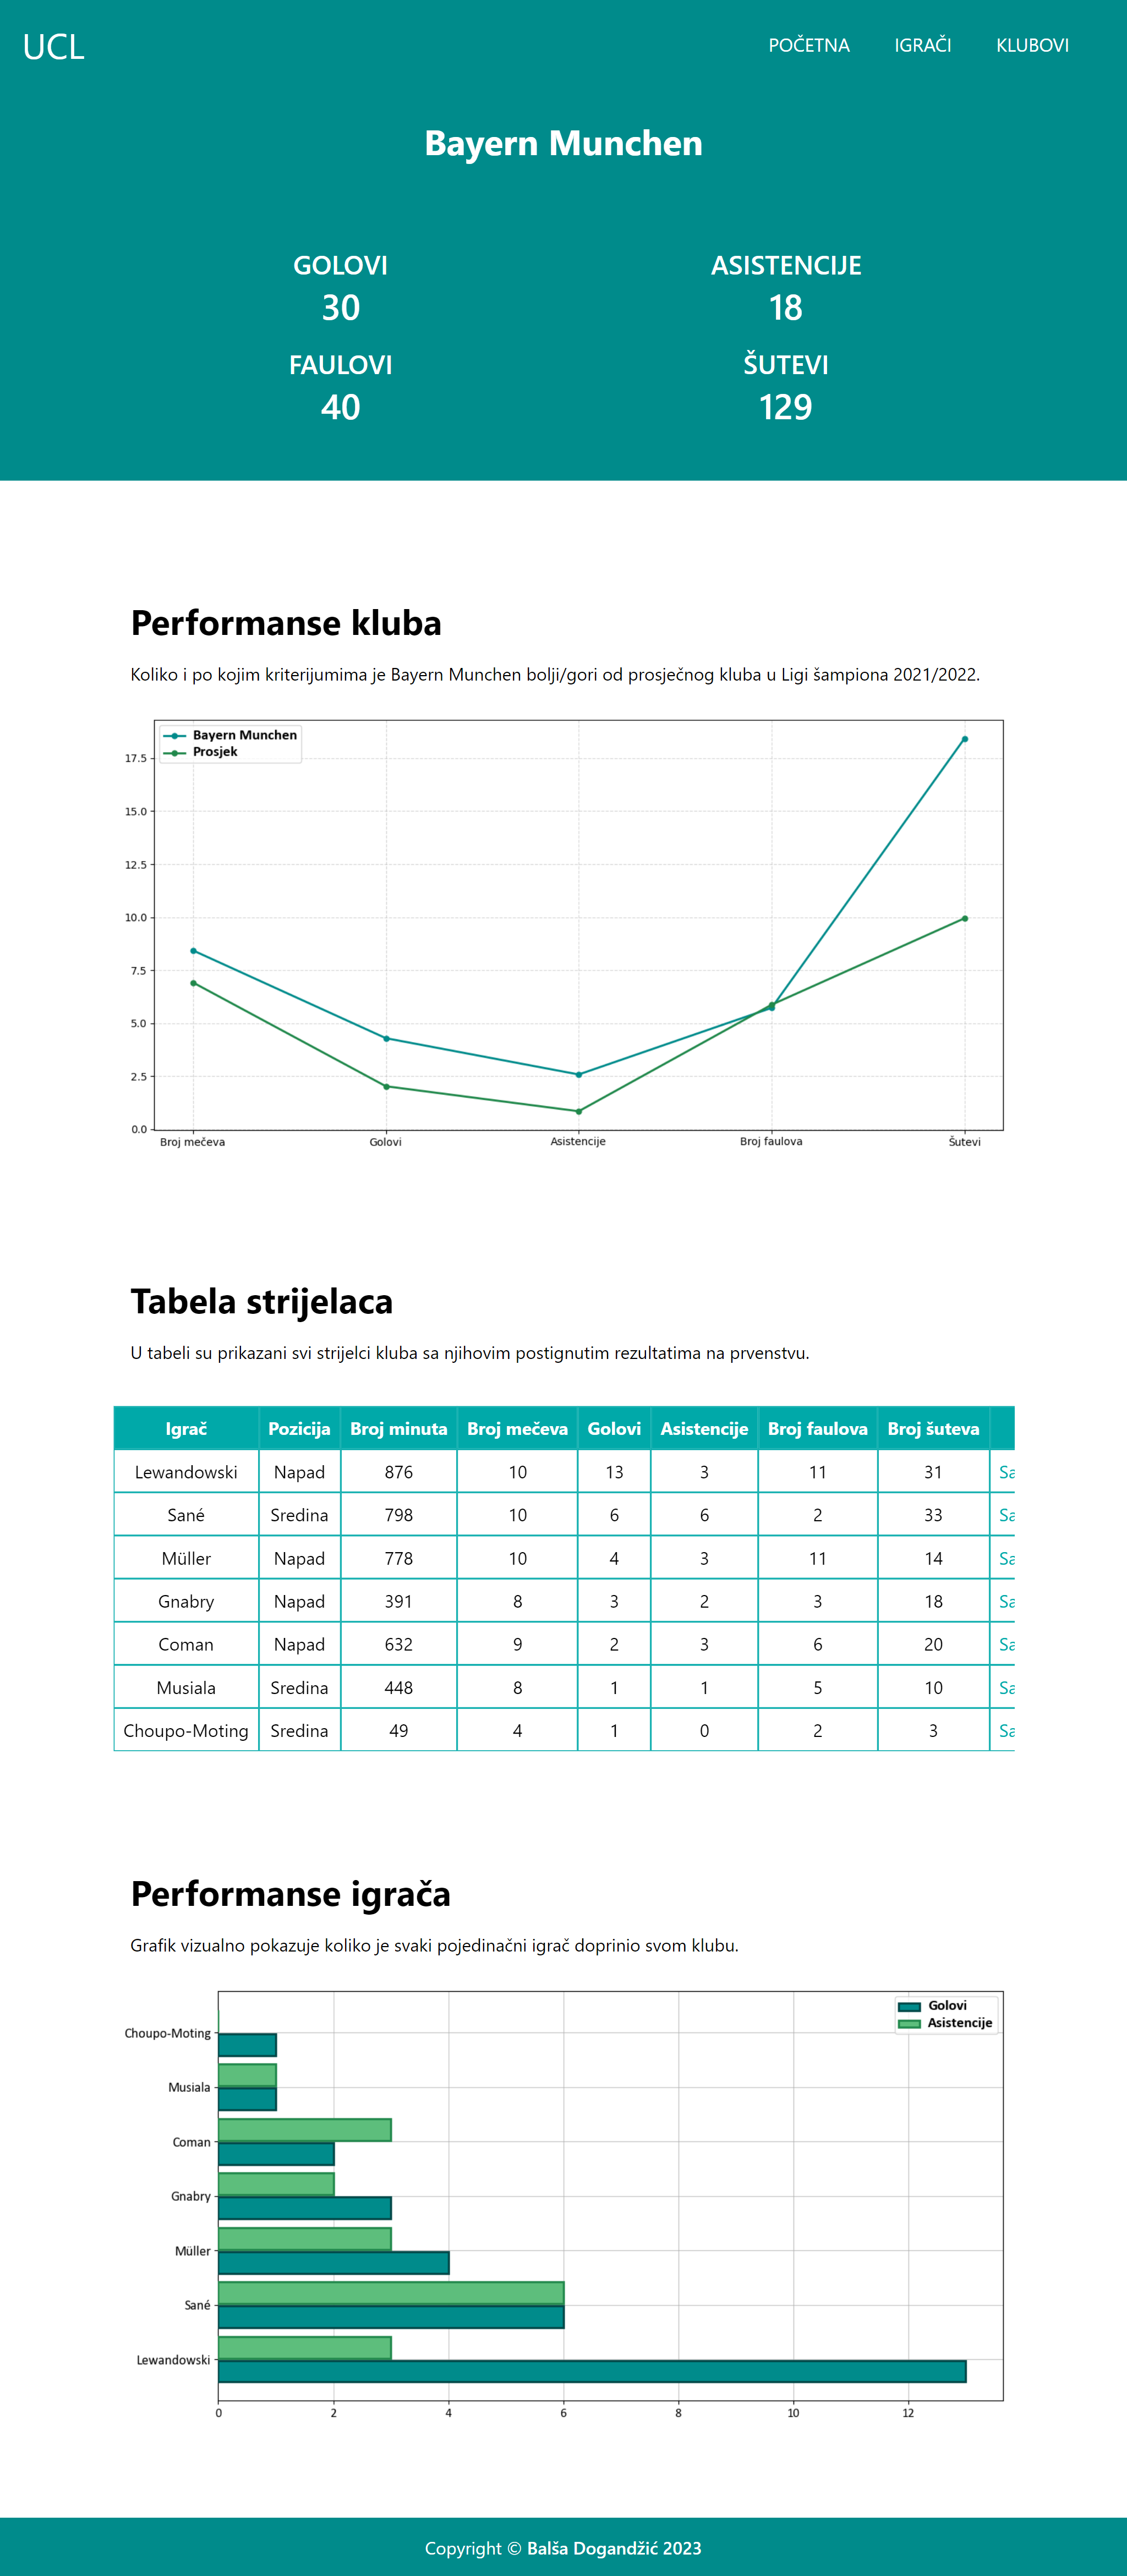 UCL
POČETNA IGRAČI KLUBOVI
Bayern Munchen
GOLOVI ASISTENCIJE
30 18
FAULOVI ŠUTEVI
40 129
Performanse kluba
Koliko i po kojim kriterijumima je Bayern Munchen bolji/gori od prosječnog kluba u Ligi šampiona 2021/2022.
Bayern Munchen
Prosjek
17.5
15.0
12.5
10.0
7.5
5.0
2.5
0.0
Broj mečeva Golovi Asistencije Broj faulova Šutevi
Tabela strijelaca
U tabeli su prikazani svi strijelci kluba sa njihovim postignutim rezultatima na prvenstvu.
Igrač Pozicija Broj minuta Broj mečeva Golovi Asistencije Broj faulova Broj šuteva
Lewandowski Napad 876 10 13 3 11 31 Sa
Sané Sredina 798 10 6 6 2 33 Sa
Müller Napad 778 10 4 3 11 14 Sa
Gnabry Napad 391 8 3 2 3 18 Sa
Coman Napad 632 9 2 3 6 20 Sa
Musiala Sredina 448 8 1 1 5 10 Sa
Choupo-Moting Sredina 49 4 1 0 2 3 Sa
Performanse igrača
Grafik vizualno pokazuje koliko je svaki pojedinačni igrač doprinio svom klubu.
Golovi
Asistencije
Choupo-Moting
Musiala
Coman
Gnabry
Müller
Sané
Lewandowski
0 2 4 6 8 10 12
Copyright © Balša Dogandžić 2023